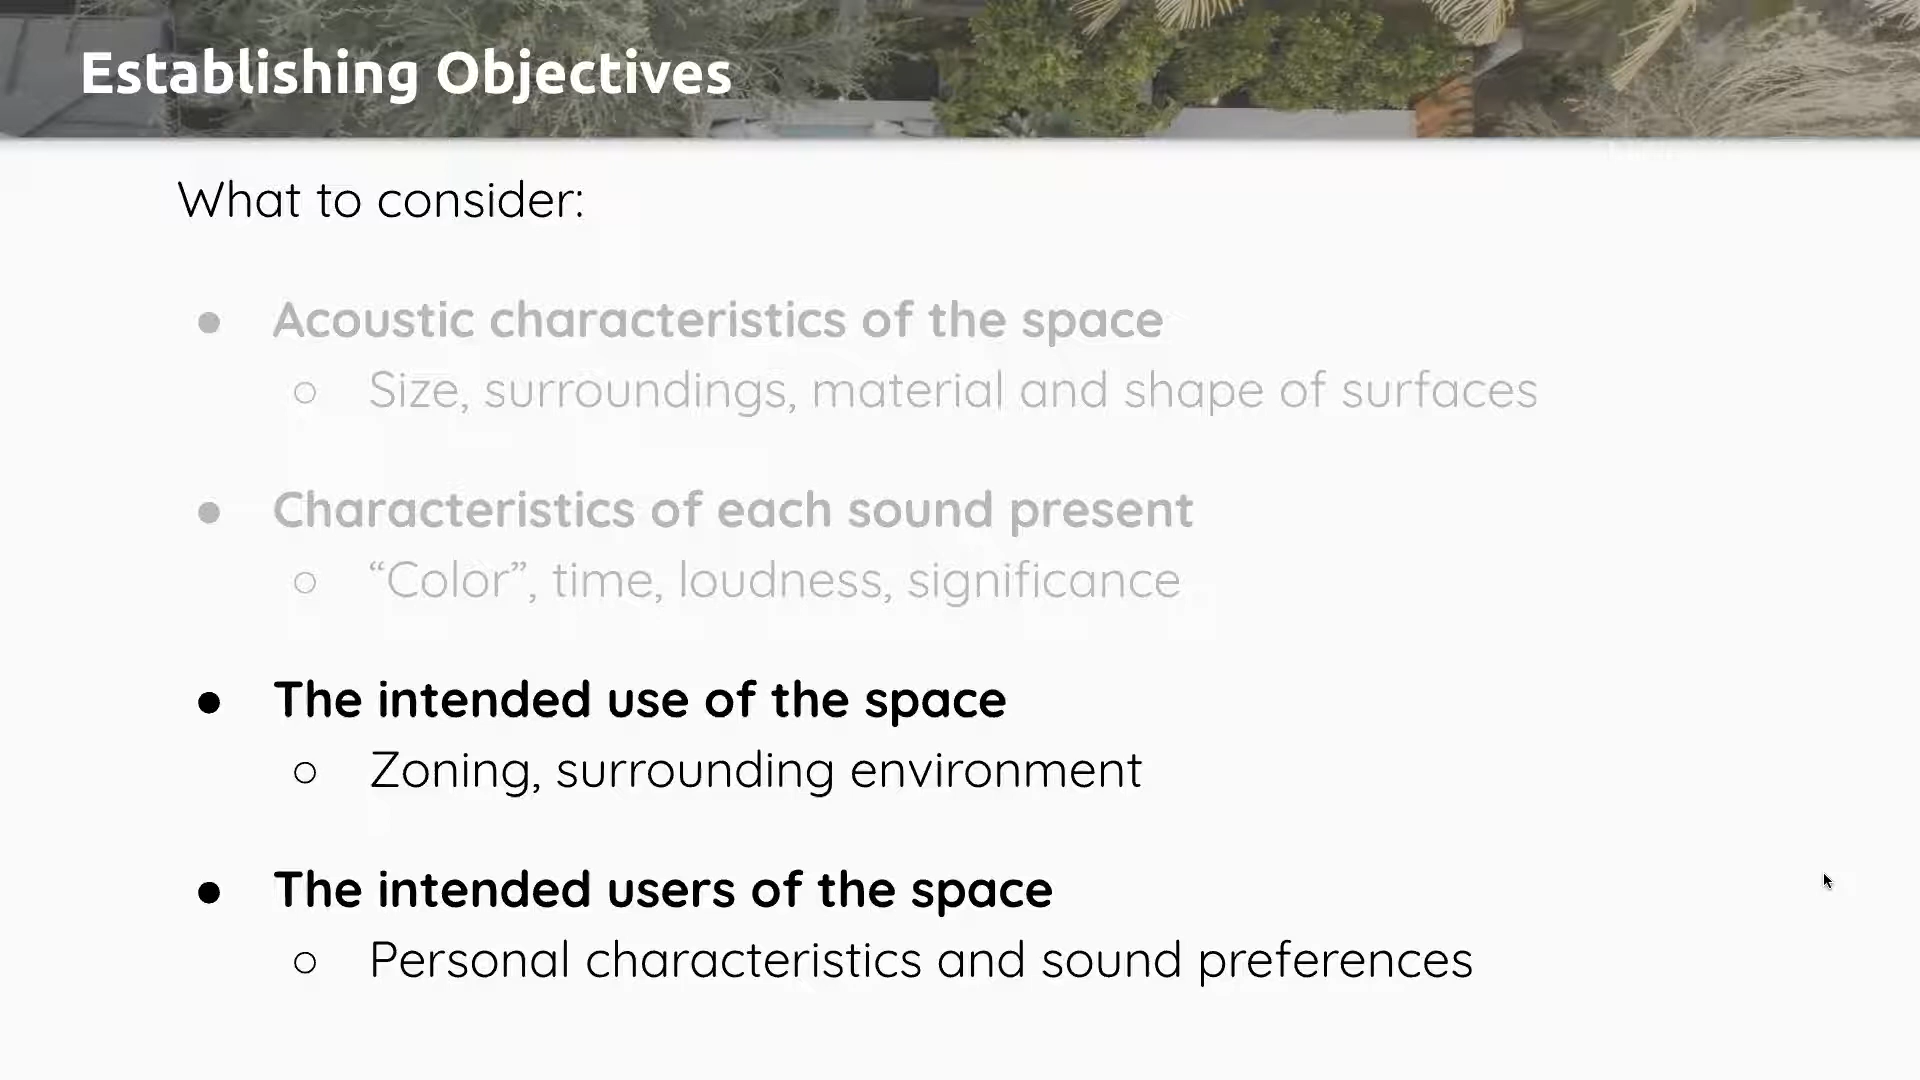 Establishing Objectives
What to consider:
● Acoustic characteristics of the space
○ Size, surroundings, material and shape of surfaces
● Characteristics of each sound present
○ “Color”, time, loudness, significance
● The intended use of the space
○ Zoning, surrounding environment
● The intended users of the space
○ Personal characteristics and sound preferences